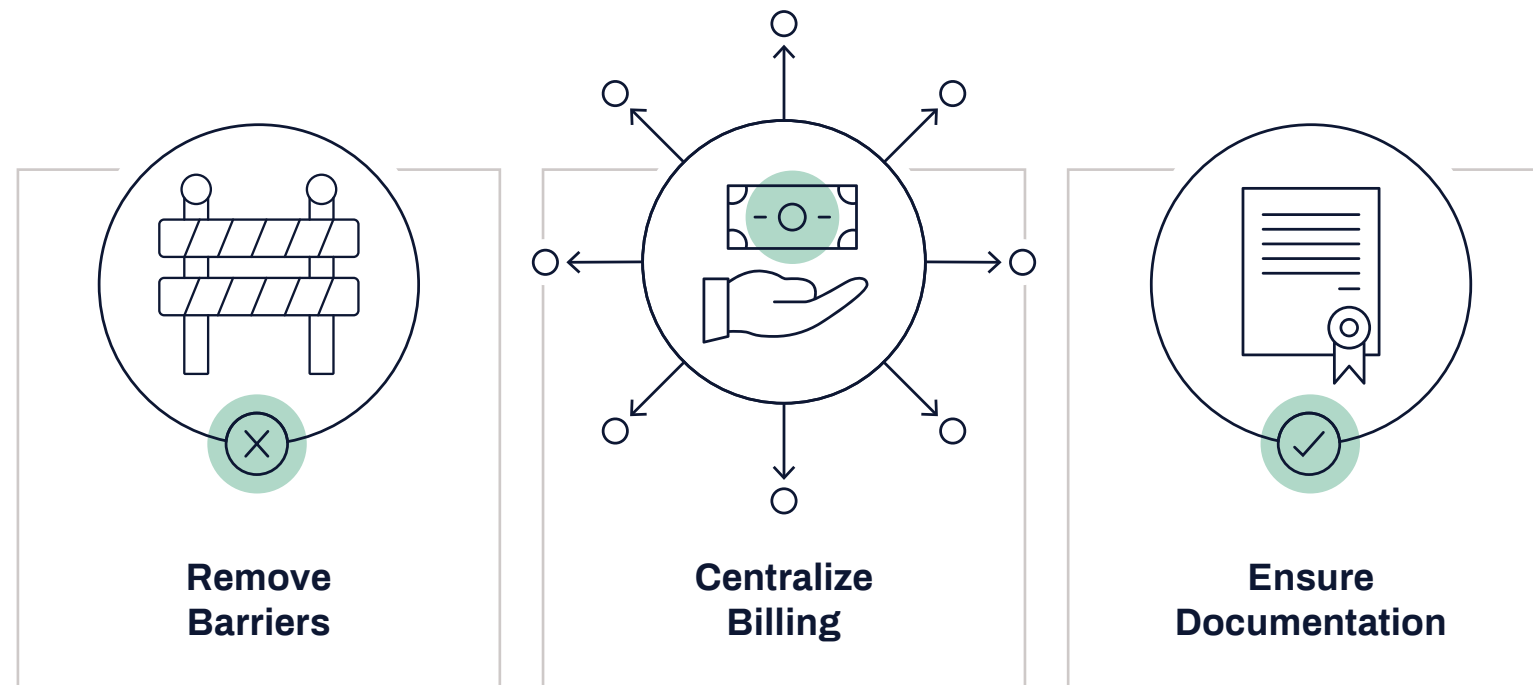 Remove
Barriers
Centralize
Billing
Ensure
Documentation